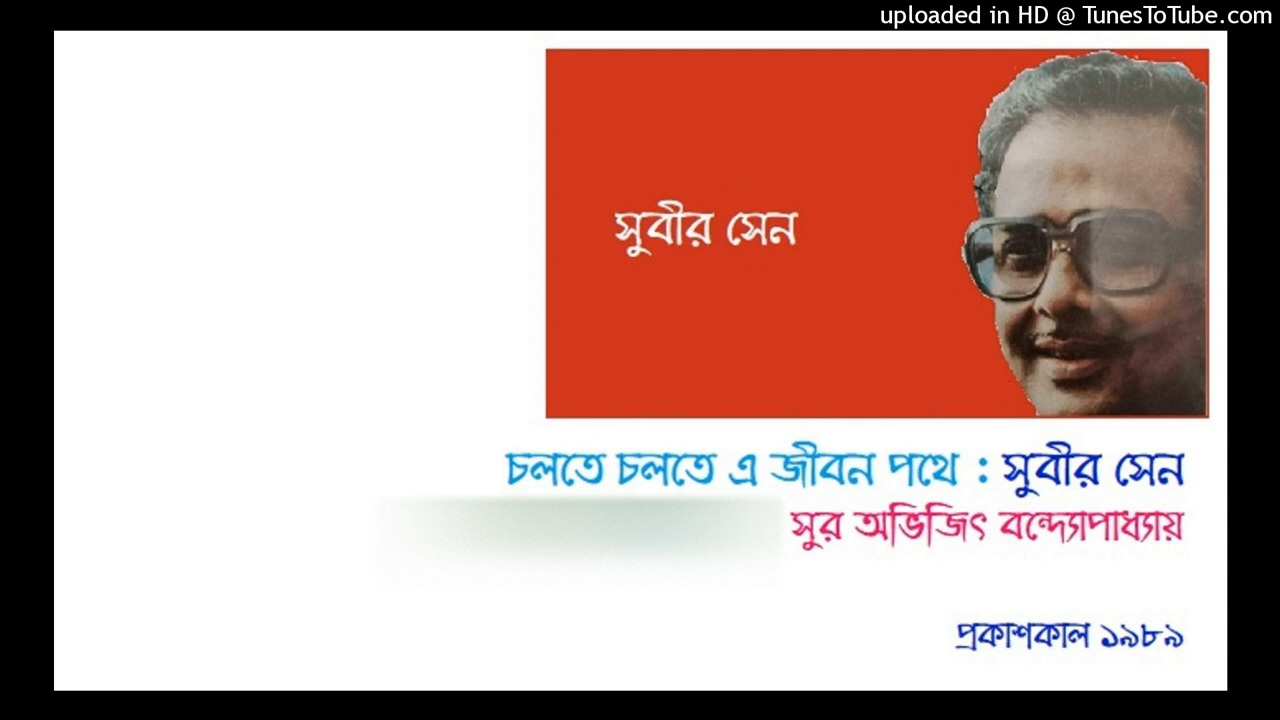 uploaded in HD @ TunesToTube.com
সুবীর সেন
চলতে চলতে এ জীবন পথে : সুবীর সেন
সুর অভিজিৎ বন্দ্যোপাধ্যায়
প্রকাশকাল ১৯৮৯